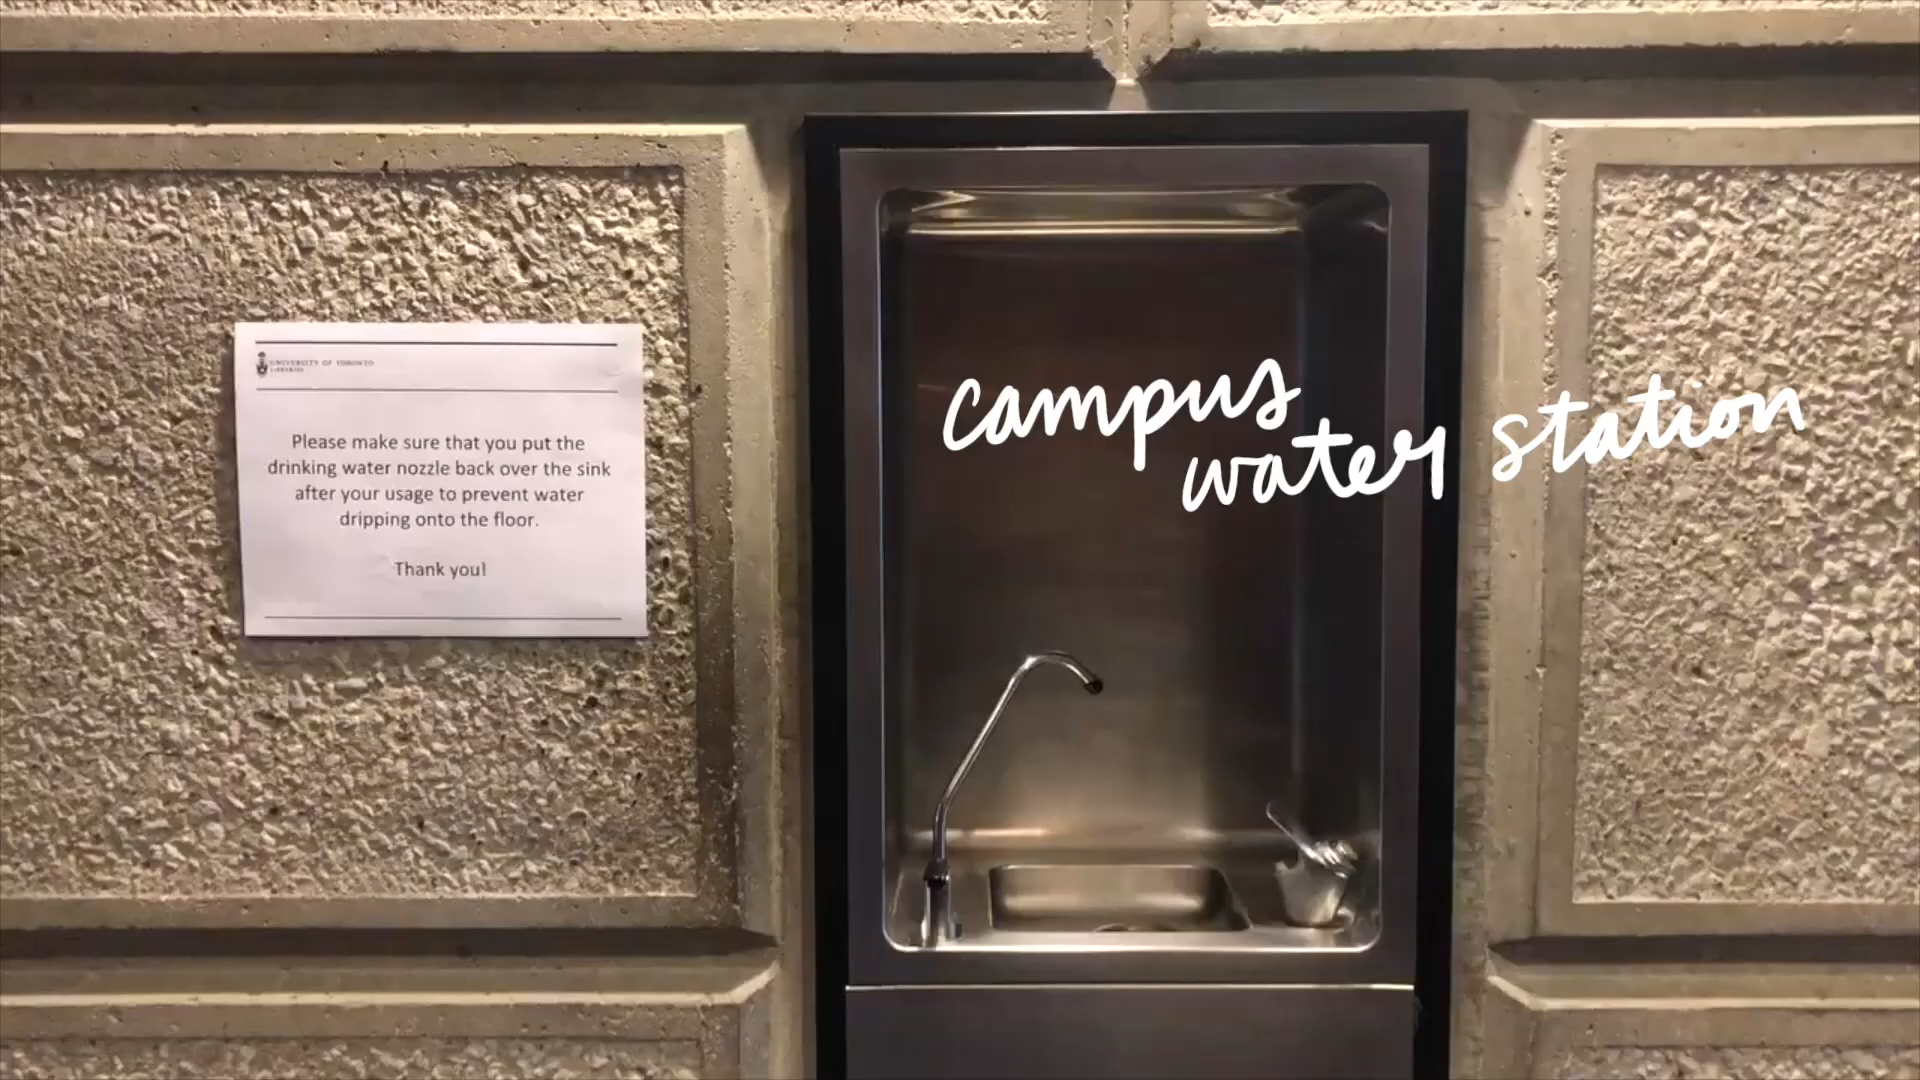 UNIVERSITY OF TORONTO
LIBRARIES
Please make sure that you put the
drinking water nozzle back over the sink
after your usage to prevent water
dripping onto the floor.
Thank you!
campus
water station